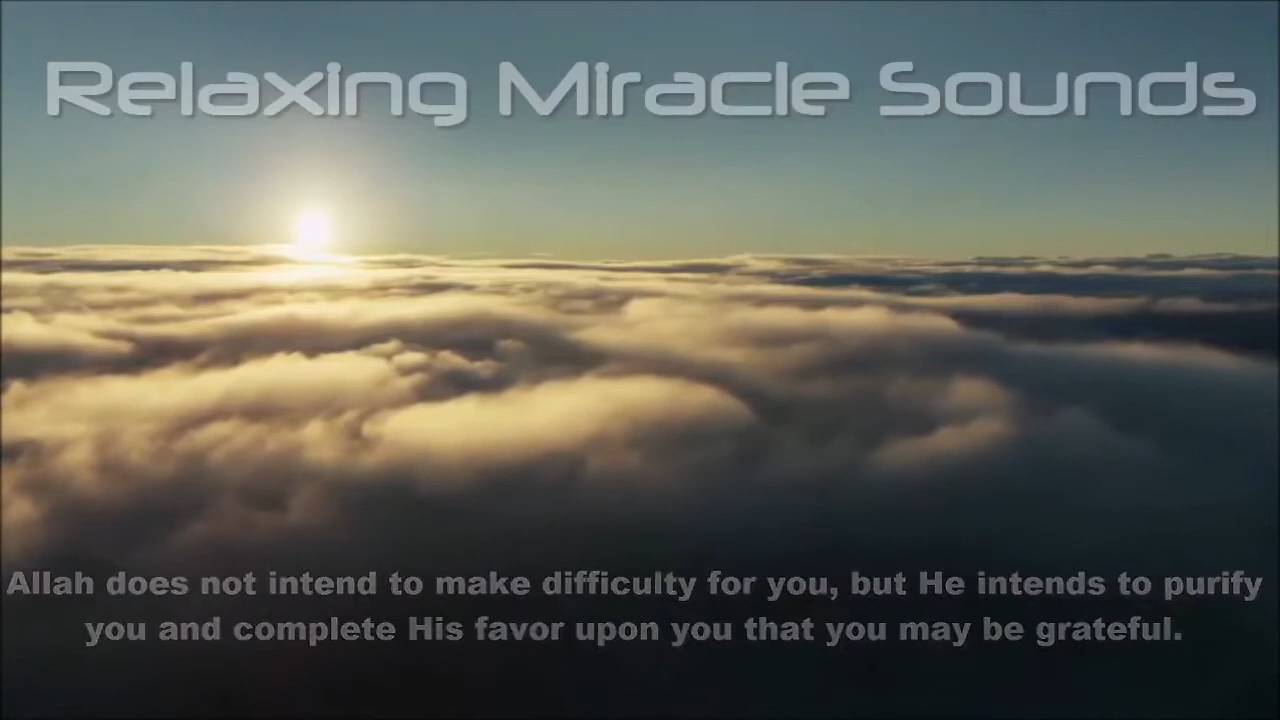 Relaxing Miracle Sounds
Allah does not intend to make difficulty for you, but He intends to purify
you and complete His favor upon you that you may be grateful.